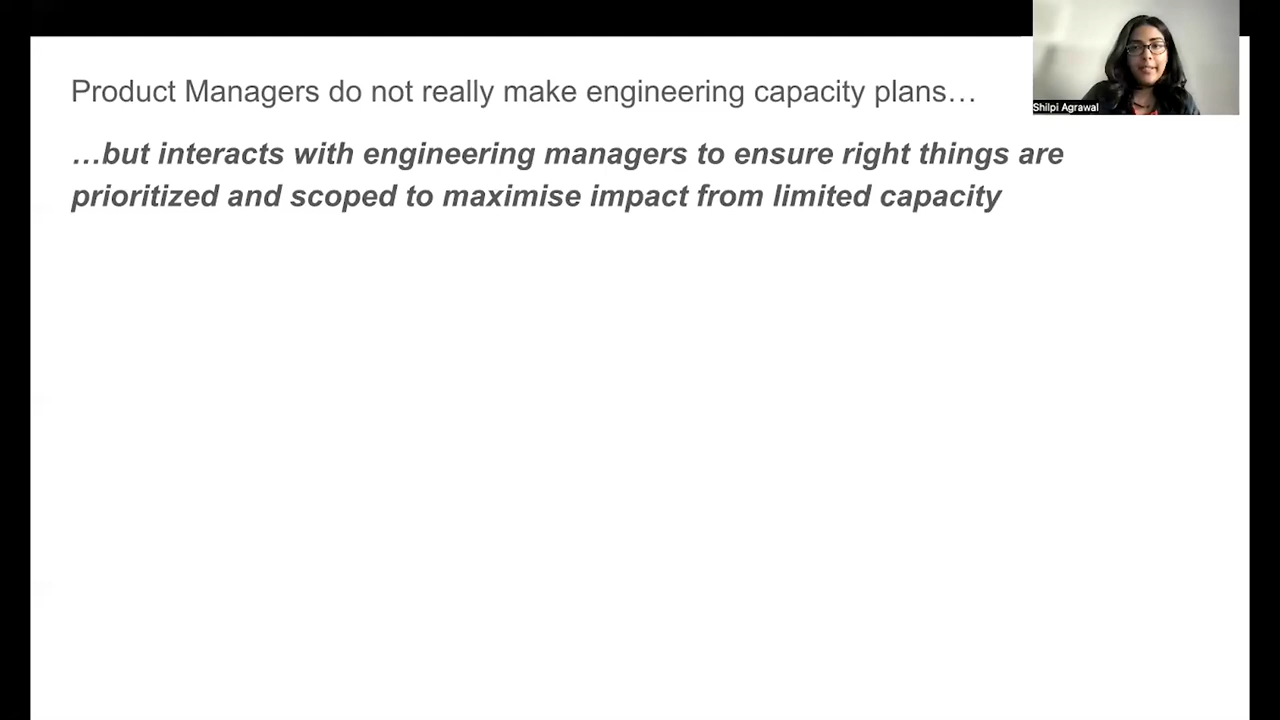 Product Managers do not really make engineering capacity plans…
…but interacts with engineering managers to ensure right things are
prioritized and scoped to maximise impact from limited capacity
Shilpi Agrawal